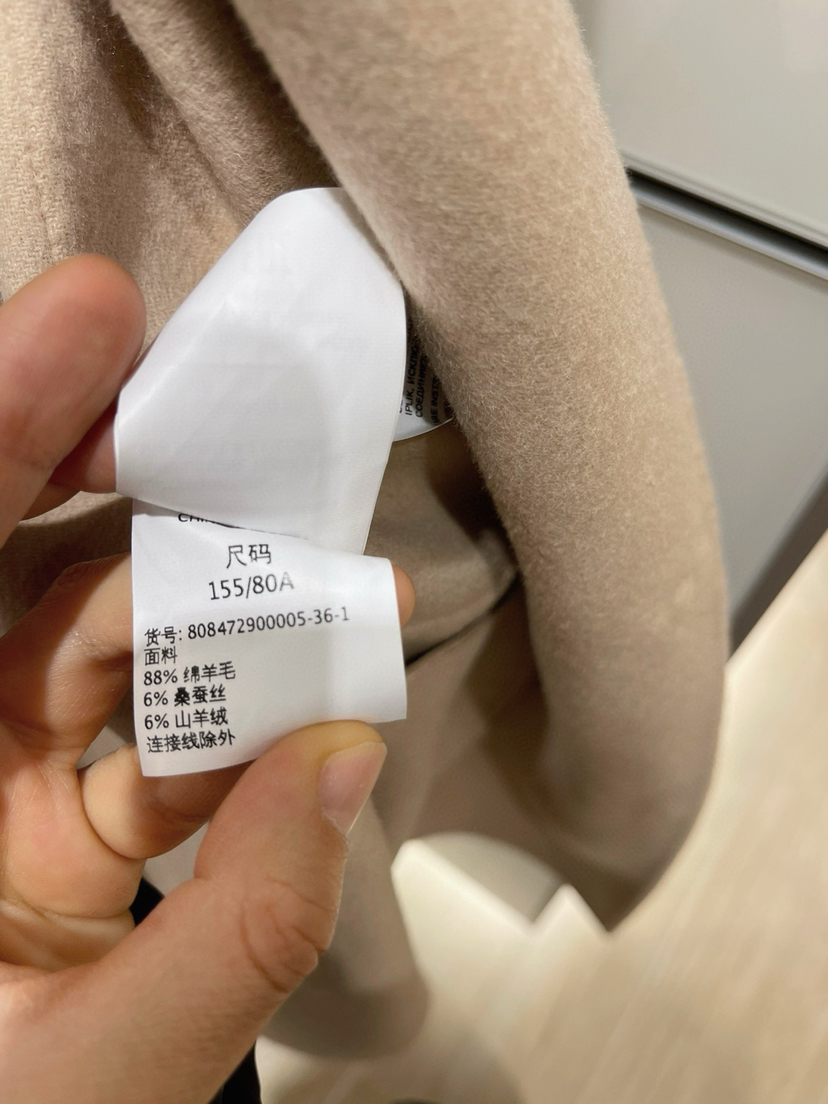 尺码
155/80A
货号: 808472900005-36-1
面料
88% 绵羊毛
6% 桑蚕丝
6% 山羊绒
连接线除外